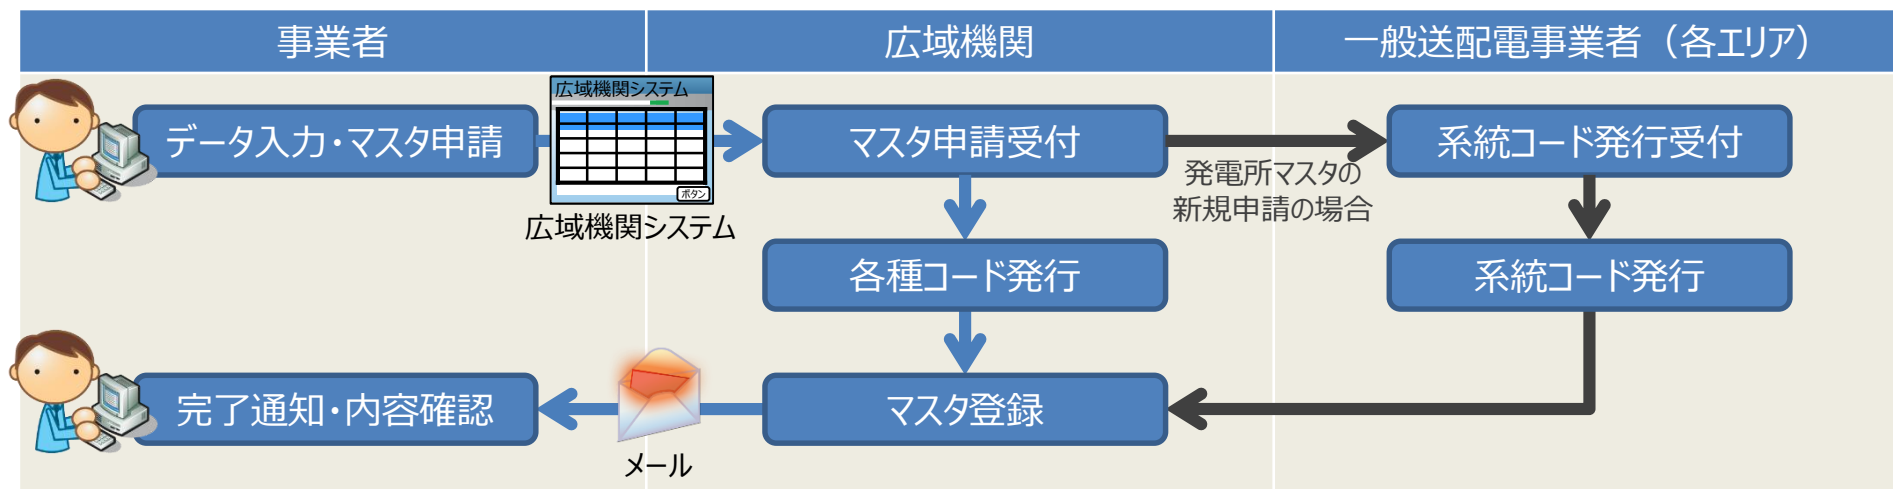 事業者
広域機関
一般送配電事業者（各エリア）
広域機関システム
データ入力・マスタ申請
マスタ申請受付
系統コード発行受付
ボタン
広域機関システム
発電所マスタの
新規申請の場合
各種コード発行
系統コード発行
完了通知・内容確認
マスタ登録
メール